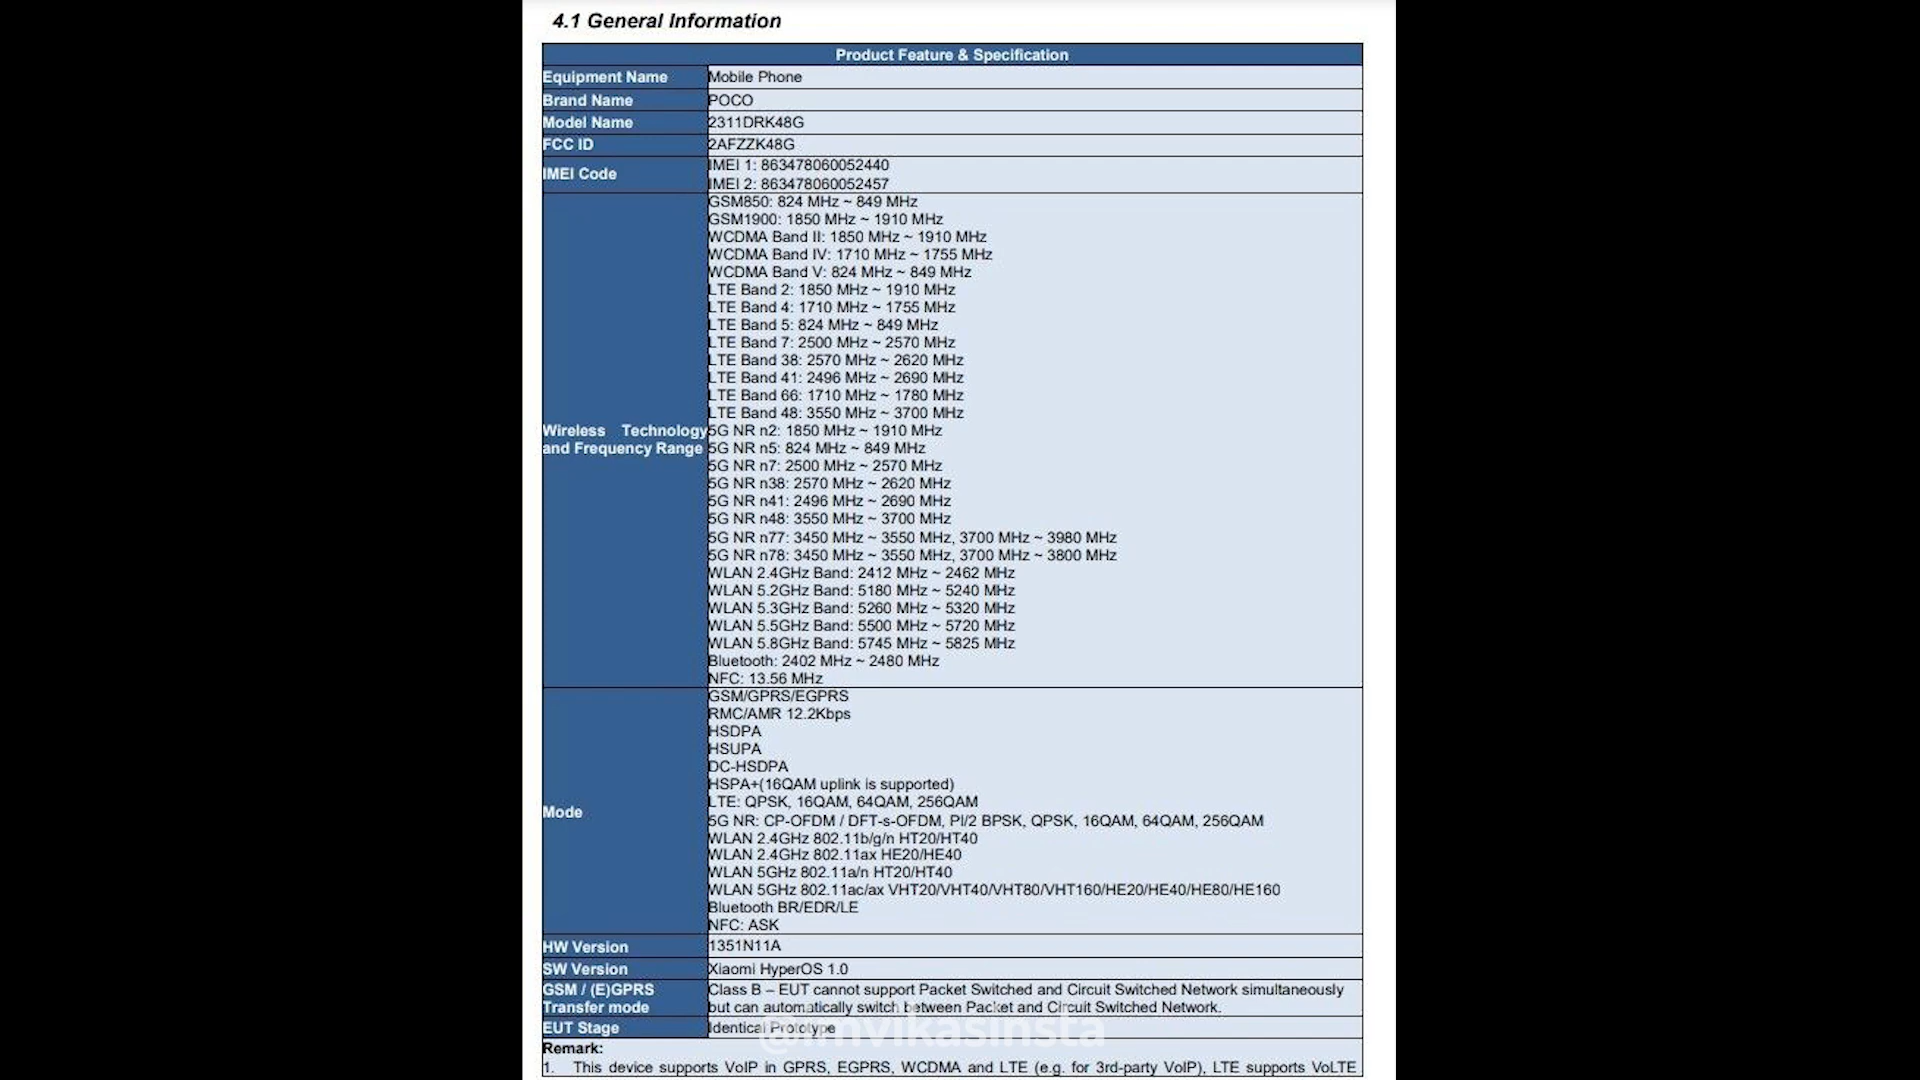 4.1 General Information
Product Feature & Specification
Equipment Name Mobile Phone
Brand Name POCO
Model Name 2311DRK48G
FCC ID 2AFZZK48G
IMEI Code IMEI 1: 863478060052440
IMEI 2: 863478060052457
Wireless Technology and Frequency Range
GSM850: 824 MHz ~ 849 MHz
GSM1900: 1850 MHz ~ 1910 MHz
WCDMA Band II: 1850 MHz ~ 1910 MHz
WCDMA Band IV: 1710 MHz ~ 1755 MHz
WCDMA Band V: 824 MHz ~ 849 MHz
LTE Band 2: 1850 MHz ~ 1910 MHz
LTE Band 4: 1710 MHz ~ 1755 MHz
LTE Band 5: 824 MHz ~ 849 MHz
LTE Band 7: 2500 MHz ~ 2570 MHz
LTE Band 38: 2570 MHz ~ 2620 MHz
LTE Band 41: 2496 MHz ~ 2690 MHz
LTE Band 66: 1710 MHz ~ 1780 MHz
LTE Band 48: 3550 MHz ~ 3700 MHz
5G NR n2: 1850 MHz ~ 1910 MHz
5G NR n5: 824 MHz ~ 849 MHz
5G NR n7: 2500 MHz ~ 2570 MHz
5G NR n38: 2570 MHz ~ 2620 MHz
5G NR n41: 2496 MHz ~ 2690 MHz
5G NR n48: 3550 MHz ~ 3700 MHz
5G NR n77: 3450 MHz ~ 3550 MHz, 3700 MHz ~ 3980 MHz
5G NR n78: 3450 MHz ~ 3550 MHz, 3700 MHz ~ 3800 MHz
WLAN 2.4GHz Band: 2412 MHz ~ 2462 MHz
WLAN 5.2GHz Band: 5180 MHz ~ 5240 MHz
WLAN 5.3GHz Band: 5260 MHz ~ 5320 MHz
WLAN 5.5GHz Band: 5500 MHz ~ 5720 MHz
WLAN 5.8GHz Band: 5745 MHz ~ 5825 MHz
Bluetooth: 2402 MHz ~ 2480 MHz
NFC: 13.56 MHz
Mode
GSM/GPRS/EGPRS
RMC/AMR 12.2Kbps
HSDPA
HSUPA
DC-HSDPA
HSPA+(16QAM uplink is supported)
LTE: QPSK, 16QAM, 64QAM, 256QAM
5G NR: CP-OFDM / DFT-s-OFDM, PI/2 BPSK, QPSK, 16QAM, 64QAM, 256QAM
WLAN 2.4GHz 802.11b/g/n HT20/HT40
WLAN 2.4GHz 802.11ax HE20/HE40
WLAN 5GHz 802.11a/n HT20/HT40
WLAN 5GHz 802.11ac/ax VHT20/VHT40/VHT80/VHT160/HE20/HE40/HE80/HE160
Bluetooth BR/EDR/LE
NFC: ASK
HW Version 1351N11A
SW Version Xiaomi HyperOS 1.0
GSM / (E)GPRS Transfer mode
Class B – EUT cannot support Packet Switched and Circuit Switched Network simultaneously
but can automatically switch between Packet and Circuit Switched Network.
EUT Stage Identical Prototype
@imvikasinsta
Remark:
1. This device supports VoIP in GPRS, EGPRS, WCDMA and LTE (e.g. for 3rd-party VoIP), LTE supports VoLTE